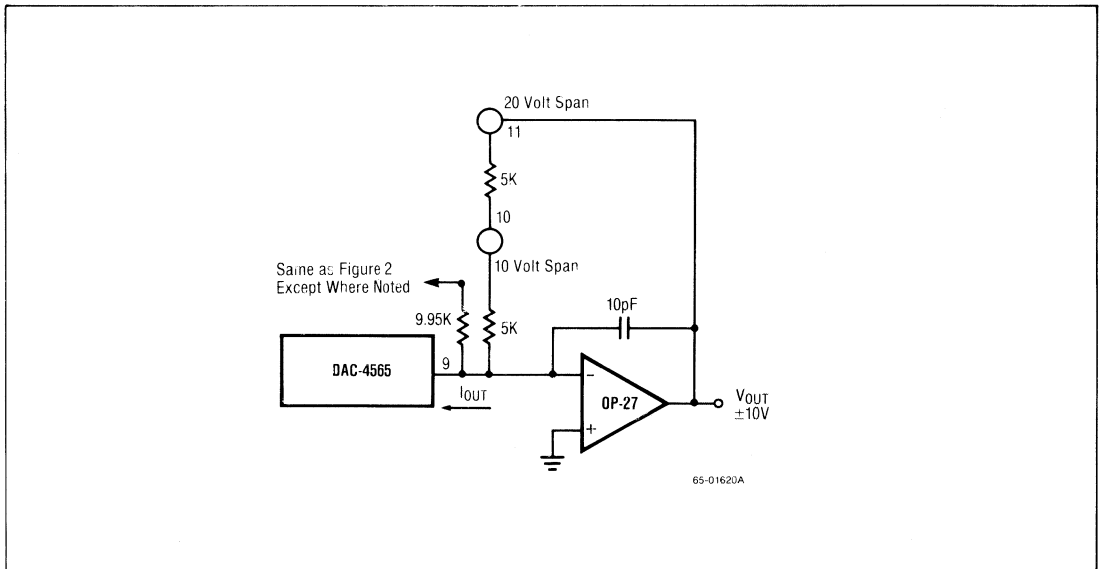 20 Volt Span
11
5K
10
10 Volt Span
Same as Figure 2
Except Where Noted
10pF
9.95K
5K
DAC-4565
9
IOUT
−
OP-27
+
VOUT
±10V
65-01620A